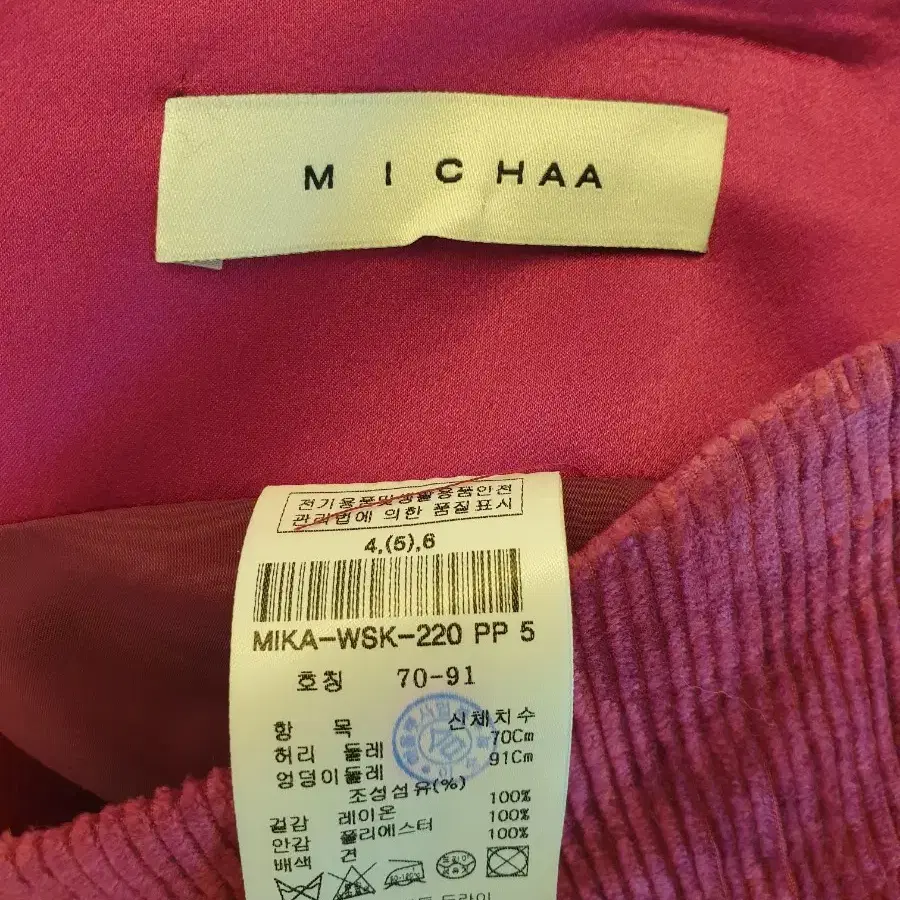 MICHAA
전기용품및생활용품안전
관리법에 의한 품질표시
4,(5),6
MIKA-WSK-220 PP 5
호칭 70-91
항 목 신체치수
허리 둘레 70Cm
엉덩이둘레 91Cm
조성섬유(%)
겉감 레이온 100%
안감 폴리에스터 100%
배색 견 100%